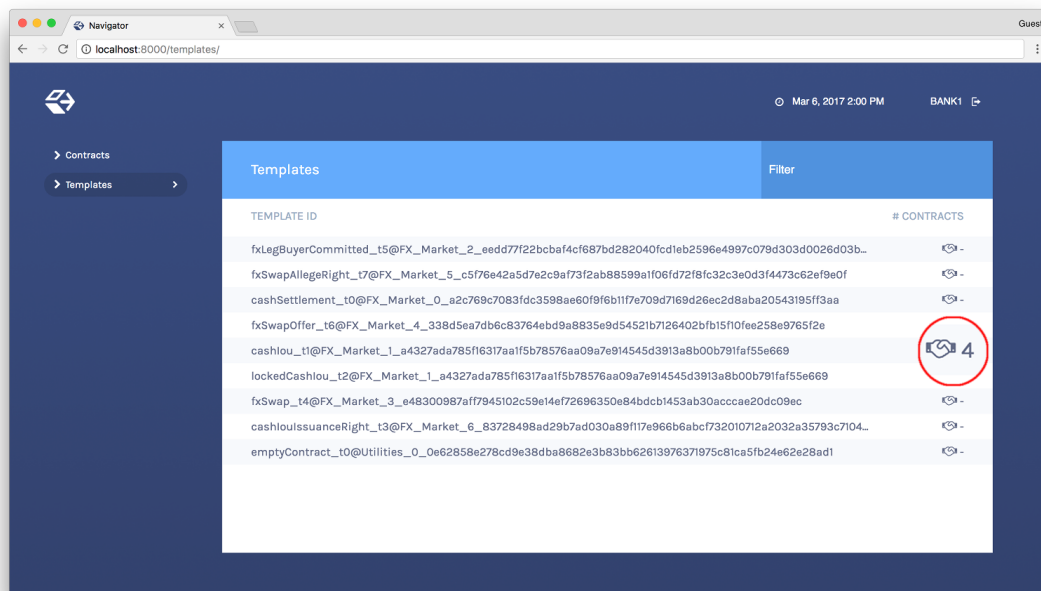 Navigator
Guest
localhost:8000/templates/
Mar 6, 2017 2:00 PM
BANK1
Contracts
Templates
Templates
Filter
TEMPLATE ID
# CONTRACTS
fxLegBuyerCommitted_t5@FX_Market_2_eedd77f22bcbaf4cf687bd282040fcd1eb2596e4997c079d303d0026d03b... -
fxSwapAllegeRight_t7@FX_Market_5_c5f76e42a5d7e2c9af73f2ab88599a1f06fd72f8fc32c3e0d3f4473c62ef9e0f -
cashSettlement_t0@FX_Market_0_a2c769c7083fdc3598ae60f9f6b11f7e709d7169d26ec2d8aba20543195ff3aa -
fxSwapOffer_t6@FX_Market_4_338d5ea7db6c83764ebd9a8835e9d54521b7126402bfb15f10fee258e9765f2e
cashIou_t1@FX_Market_1_a4327ada785f16317aa1f5b78576aa09a7e914545d3913a8b00b791faf55e669 4
lockedCashIou_t2@FX_Market_1_a4327ada785f16317aa1f5b78576aa09a7e914545d3913a8b00b791faf55e669
fxSwap_t4@FX_Market_3_e48300987aff7945102c59e14ef72696350e84bdcb1453ab30acccae20dc09ec -
cashIouIssuanceRight_t3@FX_Market_6_83728498ad29b7ad030a89f117e966b6abcf732010712a2032a35793c7104... -
emptyContract_t0@Utilities_0_0e62858e278cd9e38dba8682e3b83bb62613976371975c81ca5fb24e62e28ad1 -